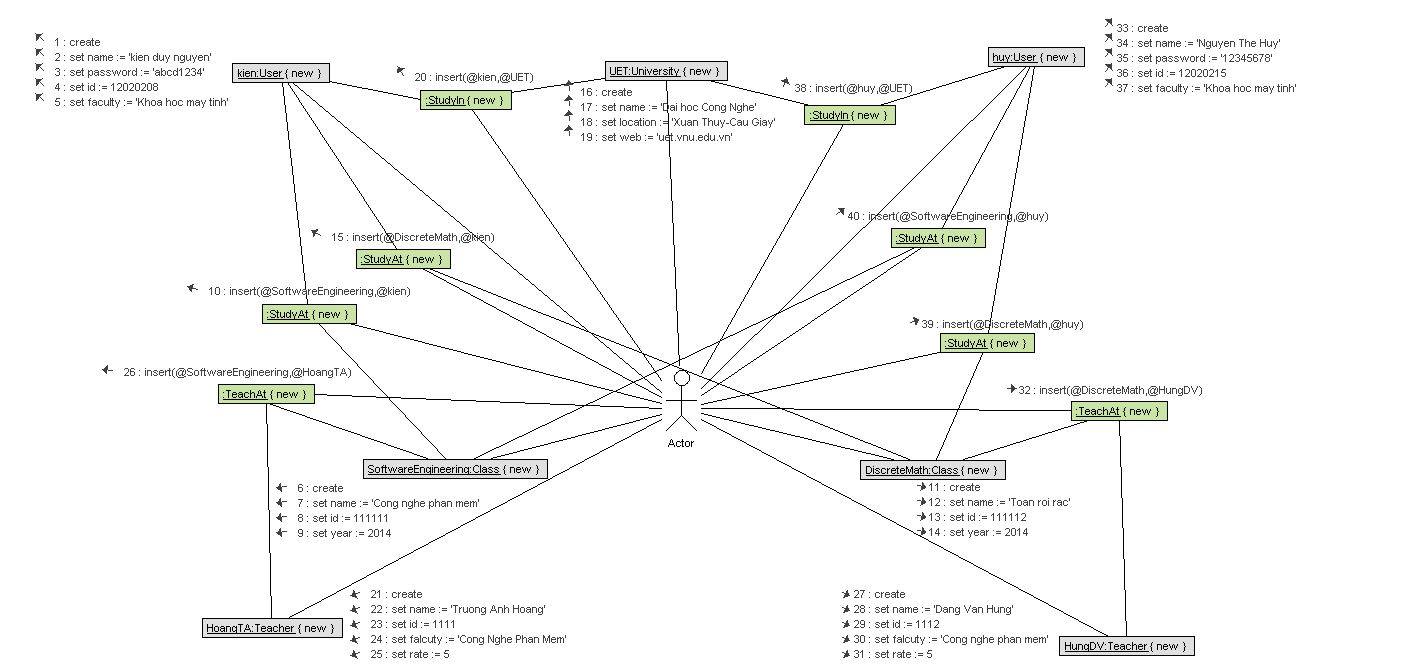 1 : create
2 : set name := 'kien duy nguyen'
3 : set password := 'abcd1234'
4 : set id := 12020208
5 : set faculty := 'Khoa hoc may tinh'
kien:User { new }
20 : insert(@kien,@UET)
:StudyIn { new }
UET:University { new }
16 : create
17 : set name := 'Dai hoc Cong Nghe'
18 : set location := 'Xuan Thuy-Cau Giay'
19 : set web := 'uet.vnu.edu.vn'
38 : insert(@huy,@UET)
:StudyIn { new }
huy:User { new }
33 : create
34 : set name := 'Nguyen The Huy'
35 : set password := '12345678'
36 : set id := 12020215
37 : set faculty := 'Khoa hoc may tinh'
15 : insert(@DiscreteMath,@kien)
:StudyAt { new }
40 : insert(@SoftwareEngineering,@huy)
:StudyAt { new }
10 : insert(@SoftwareEngineering,@kien)
:StudyAt { new }
39 : insert(@DiscreteMath,@huy)
:StudyAt { new }
26 : insert(@SoftwareEngineering,@HoangTA)
:TeachAt { new }
32 : insert(@DiscreteMath,@HungDV)
:TeachAt { new }
Actor
SoftwareEngineering:Class { new }
6 : create
7 : set name := 'Cong nghe phan mem'
8 : set id := 111111
9 : set year := 2014
DiscreteMath:Class { new }
11 : create
12 : set name := 'Toan roi rac'
13 : set id := 111112
14 : set year := 2014
HoangTA:Teacher { new }
21 : create
22 : set name := 'Truong Anh Hoang'
23 : set id := 1111
24 : set falcuty := 'Cong Nghe Phan Mem'
25 : set rate := 5
27 : create
28 : set name := 'Dang Van Hung'
29 : set id := 1112
30 : set falcuty := 'Cong nghe phan mem'
31 : set rate := 5
HungDV:Teacher { new }